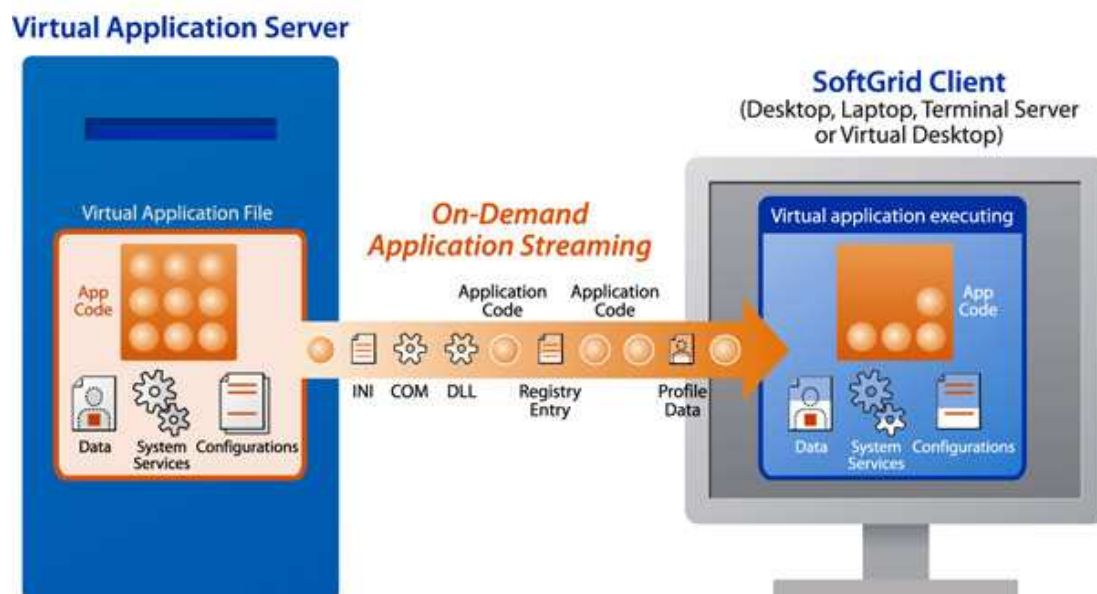 Virtual Application Server
SoftGrid Client
(Desktop, Laptop, Terminal Server
or Virtual Desktop)
Virtual Application File
App
Code
Data
System
Services
Configurations
On-Demand
Application Streaming
Application
Code
Application
Code
INI
COM
DLL
Registry
Entry
Profile
Data
Virtual application executing
App
Code
Data
System
Services
Configurations